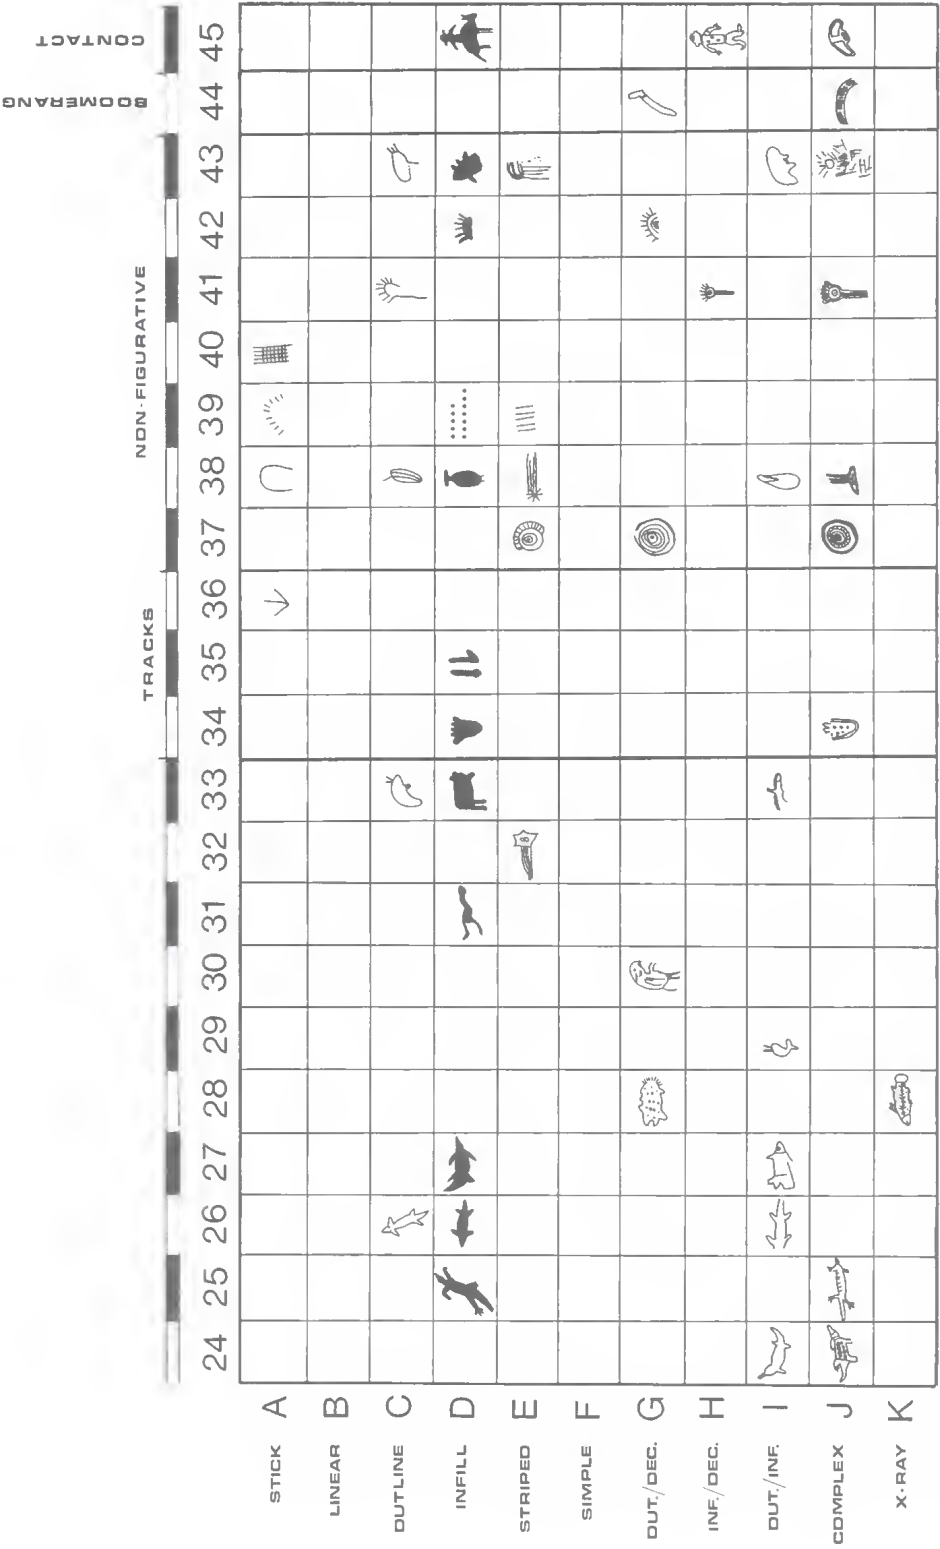 CONTACT
BOOMERANG
NON-FIGURATIVE
TRACKS
45
44
43
42
41
40
39
38
37
36
35
34
33
32
31
30
29
28
27
26
25
24
A
B
C
D
E
F
G
H
I
J
K
STICK
LINEAR
OUTLINE
INFILL
STRIPED
SIMPLE
OUT./DEC.
INF./DEC.
OUT./INF.
COMPLEX
X-RAY